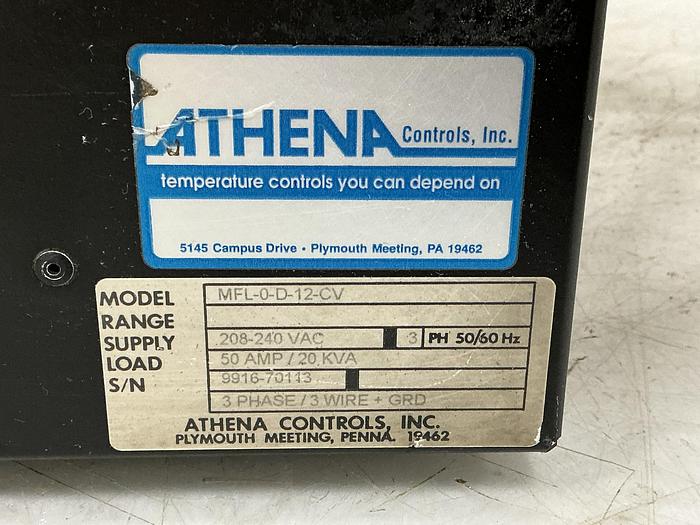 ATHENA Controls, Inc.
temperature controls you can depend on
5145 Campus Drive • Plymouth Meeting, PA 19462
MODEL MFL-0-D-12-CV
RANGE
SUPPLY 208-240 VAC 3 PH 50/60 Hz
LOAD 50 AMP / 20 KVA
S/N 9916-70113
3 PHASE / 3 WIRE + GRD
ATHENA CONTROLS, INC.
PLYMOUTH MEETING, PENNA. 19462